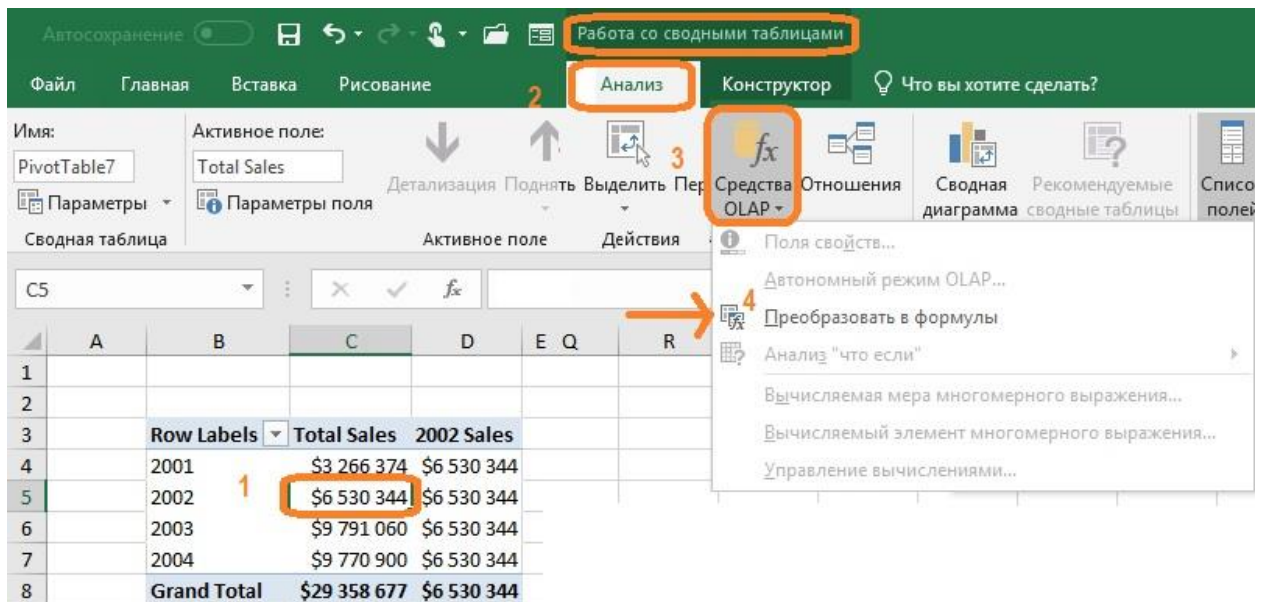 Автосохранение Работа со сводными таблицами
Файл Главная Вставка Рисование Анализ Конструктор Что вы хотите сделать?
2
Имя: Активное поле:
PivotTable7 Total Sales 3 fx
Детализация Поднять Выделить Пер Средства OLAP Отношения Сводная диаграмма Рекомендуемые сводные таблицы Списо полей
Параметры Параметры поля
Сводная таблица Активное поле Действия
Поля свойств...
Автономный режим OLAP...
C5 fx
4 Преобразовать в формулы
Анализ "что если"
Вычисляемая мера многомерного выражения...
Вычисляемый элемент многомерного выражения...
Управление вычислениями...
A B C D E Q R
1
2
3 Row Labels Total Sales 2002 Sales
4 2001 $3 266 374 $6 530 344
5 2002 1 $6 530 344 $6 530 344
6 2003 $9 791 060 $6 530 344
7 2004 $9 770 900 $6 530 344
8 Grand Total $29 358 677 $6 530 344